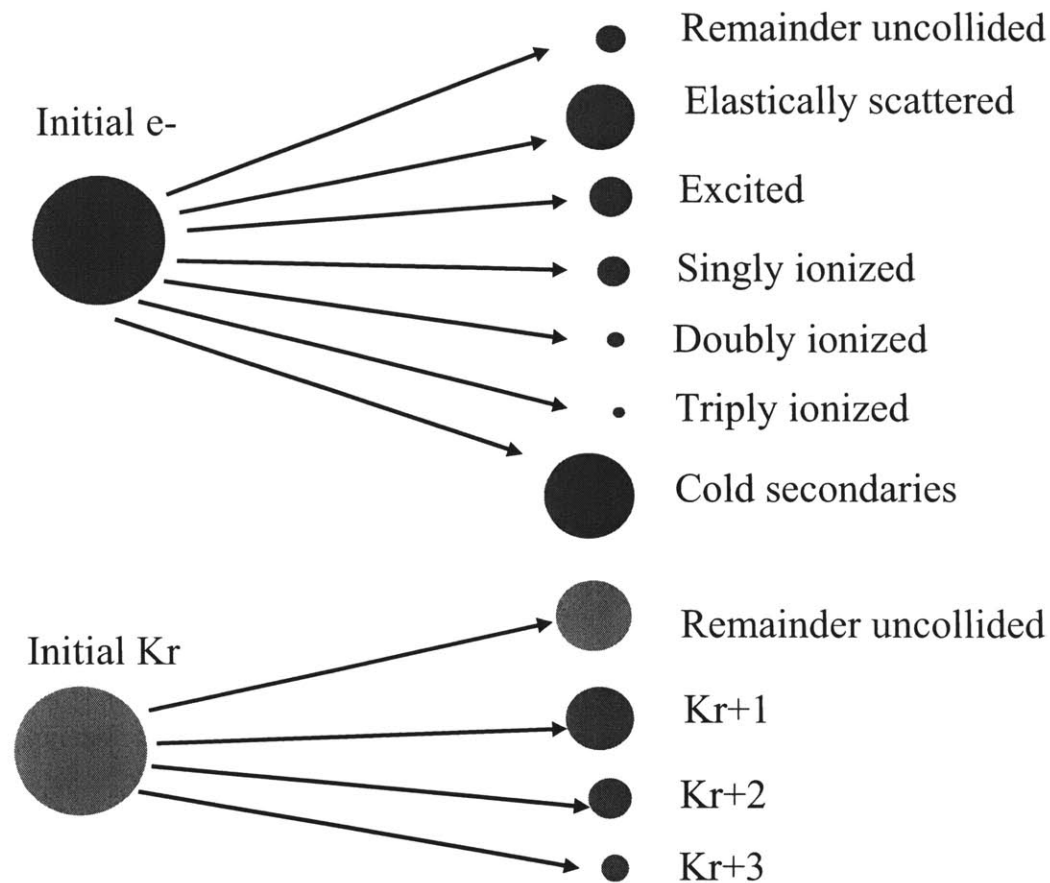 Remainder uncollided
Elastically scattered
Initial e-
Excited
Singly ionized
Doubly ionized
Triply ionized
Cold secondaries
Remainder uncollided
Initial Kr
Kr+1
Kr+2
Kr+3